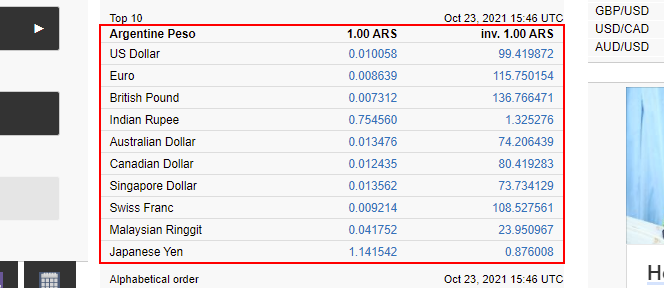 Top 10 Oct 23, 2021 15:46 UTC
Argentine Peso 1.00 ARS inv. 1.00 ARS
US Dollar 0.010058 99.419872
Euro 0.008639 115.750154
British Pound 0.007312 136.766471
Indian Rupee 0.754560 1.325276
Australian Dollar 0.013476 74.206439
Canadian Dollar 0.012435 80.419283
Singapore Dollar 0.013562 73.734129
Swiss Franc 0.009214 108.527561
Malaysian Ringgit 0.041752 23.950967
Japanese Yen 1.141542 0.876008
Alphabetical order Oct 23, 2021 15:46 UTC
GBP/USD
USD/CAD
AUD/USD